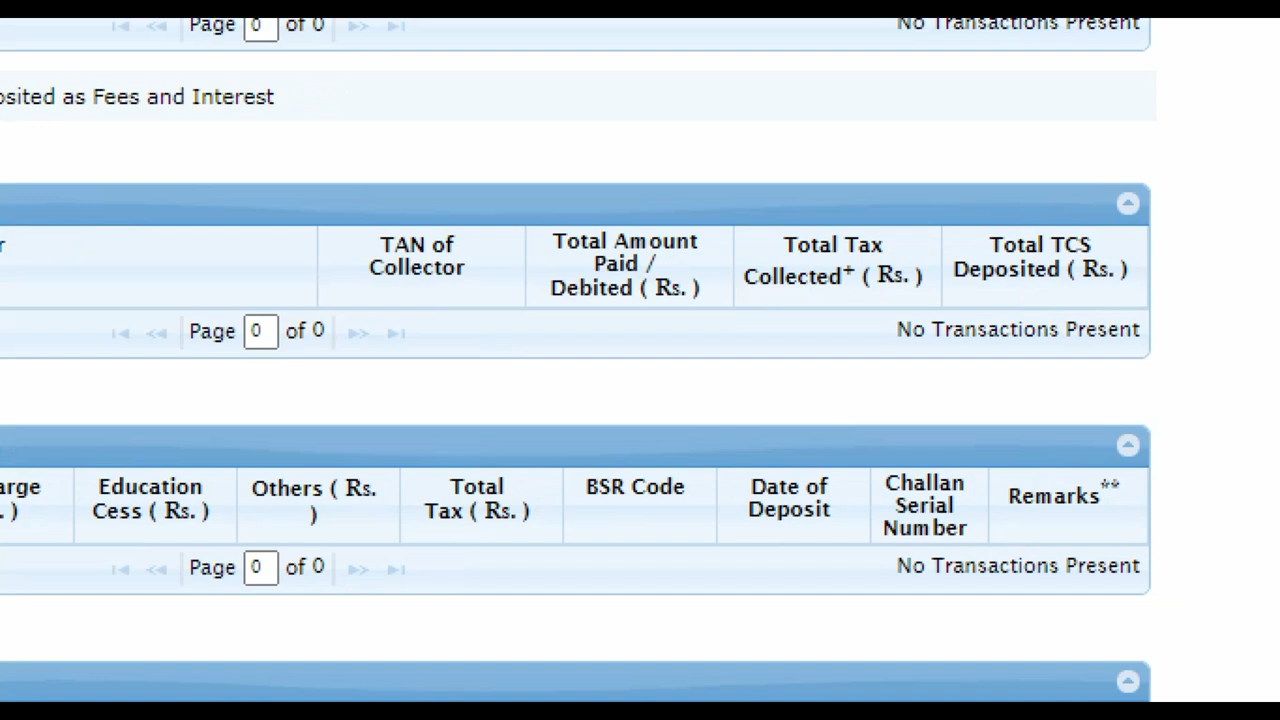 Page 0 of 0 No Transactions Present
osited as Fees and Interest
r
TAN of
Collector
Total Amount
Paid /
Debited ( Rs. )
Total Tax
Collected+ ( Rs. )
Total TCS
Deposited ( Rs. )
Page 0 of 0 No Transactions Present
arge
. )
Education
Cess ( Rs. )
Others ( Rs.
)
Total
Tax ( Rs. )
BSR Code
Date of
Deposit
Challan
Serial
Number
Remarks**
Page 0 of 0 No Transactions Present